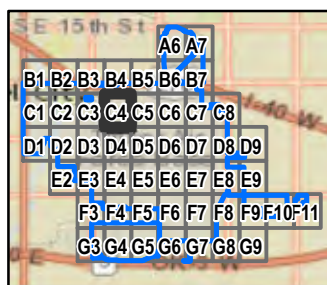 SE 15th St
A6 A7
B1 B2 B3 B4 B5 B6 B7
I-40 W
C1 C2 C3 C4 C5 C6 C7 C8
D1 D2 D3 D4 D5 D6 D7 D8 D9
E2 E3 E4 E5 E6 E7 E8 E9
F3 F4 F5 F6 F7 F8 F9 F10 F11
G3 G4 G5 G6 G7 G8 G9